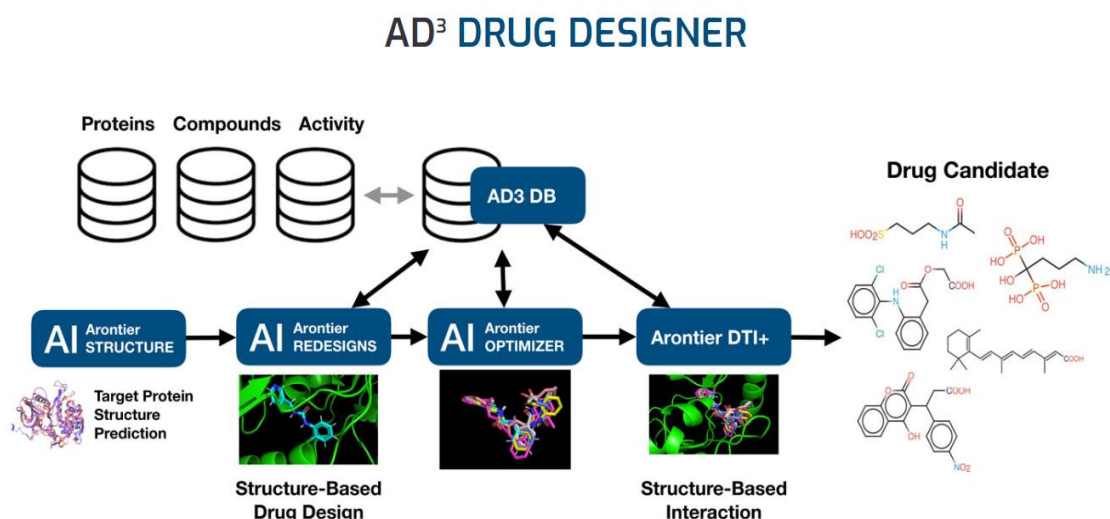 AD³ DRUG DESIGNER
Proteins Compounds Activity
AD3 DB
Drug Candidate
AI Arontier
STRUCTURE
AI Arontier
REDESIGNS
AI Arontier
OPTIMIZER
Arontier DTI+
Target Protein
Structure
Prediction
Structure-Based
Drug Design
Structure-Based
Interaction
O
HOO2S
N
H
O
P
OH
HO
HO
NH2
HO
P
OH
O
Cl
H
N
Cl
O
O
COOH
COOH
O
O
COOH
OH
NO2